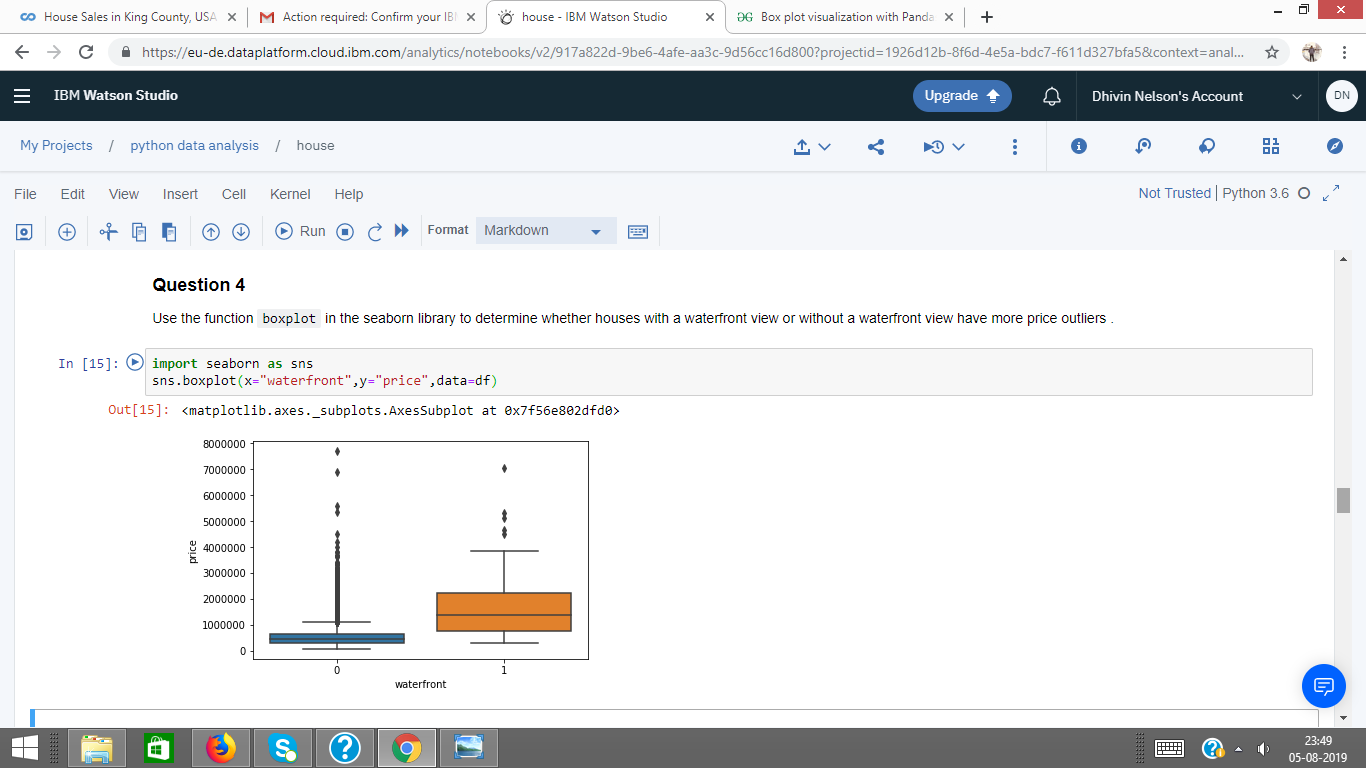 House Sales in King County, USA
Action required: Confirm your IB
house - IBM Watson Studio
Box plot visualization with Panda
https://eu-de.dataplatform.cloud.ibm.com/analytics/notebooks/v2/917a822d-9be6-4afe-aa3c-9d56cc16d800?projectid=1926d12b-8f6d-4e5a-bdc7-f611d327bfa5&context=anal...
IBM Watson Studio
Upgrade
Dhivin Nelson's Account
DN
My Projects / python data analysis / house
File Edit View Insert Cell Kernel Help
Not Trusted | Python 3.6
Run
Format
Markdown
Question 4
Use the function boxplot in the seaborn library to determine whether houses with a waterfront view or without a waterfront view have more price outliers .
In [15]:
import seaborn as sns
sns.boxplot(x="waterfront",y="price",data=df)
Out[15]: <matplotlib.axes._subplots.AxesSubplot at 0x7f56e802dfd0>
8000000
7000000
6000000
5000000
4000000
3000000
2000000
1000000
0
price
0 1
waterfront
23:49
05-08-2019